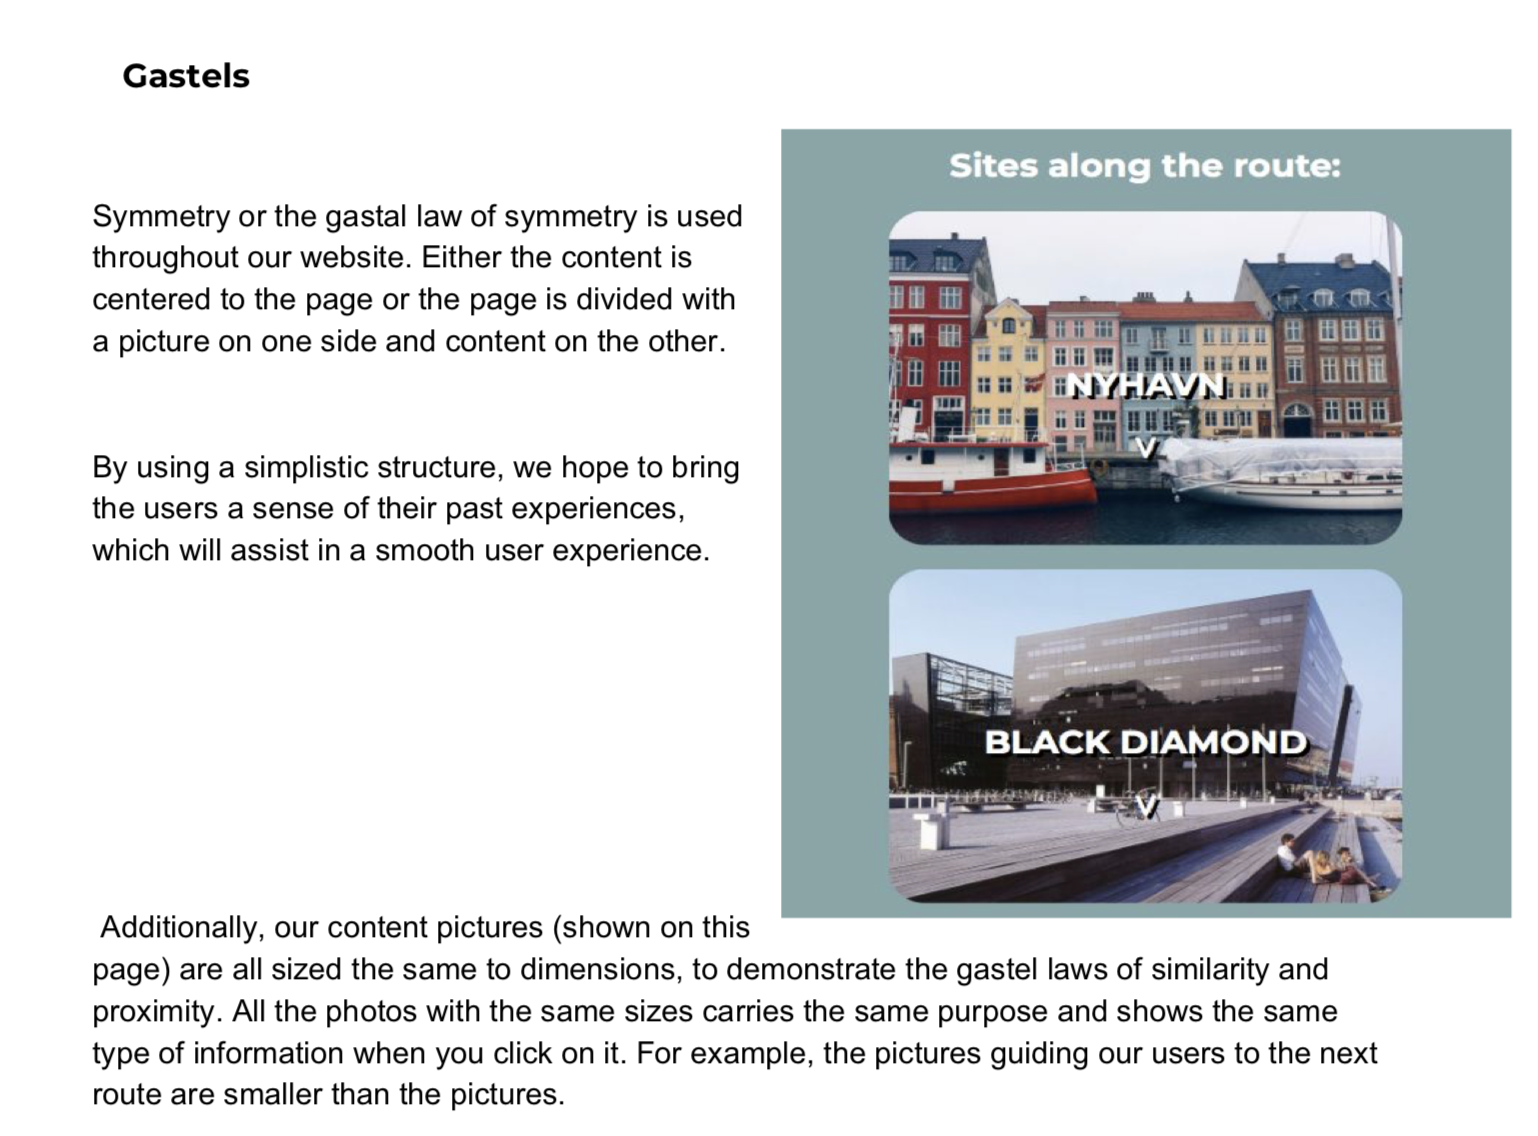 Gastels
Symmetry or the gastal law of symmetry is used
throughout our website. Either the content is
centered to the page or the page is divided with
a picture on one side and content on the other.
By using a simplistic structure, we hope to bring
the users a sense of their past experiences,
which will assist in a smooth user experience.
Sites along the route:
NYHAVN
V
BLACK DIAMOND
V
Additionally, our content pictures (shown on this
page) are all sized the same to dimensions, to demonstrate the gastel laws of similarity and
proximity. All the photos with the same sizes carries the same purpose and shows the same
type of information when you click on it. For example, the pictures guiding our users to the next
route are smaller than the pictures.